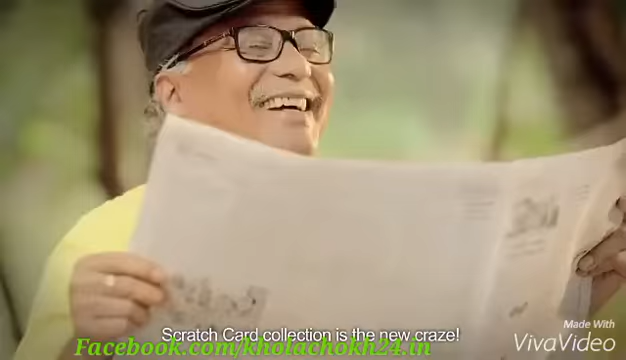 Scratch Card collection is the new craze!
Facebook.com/kholachokh24.in
Made With
VivaVideo